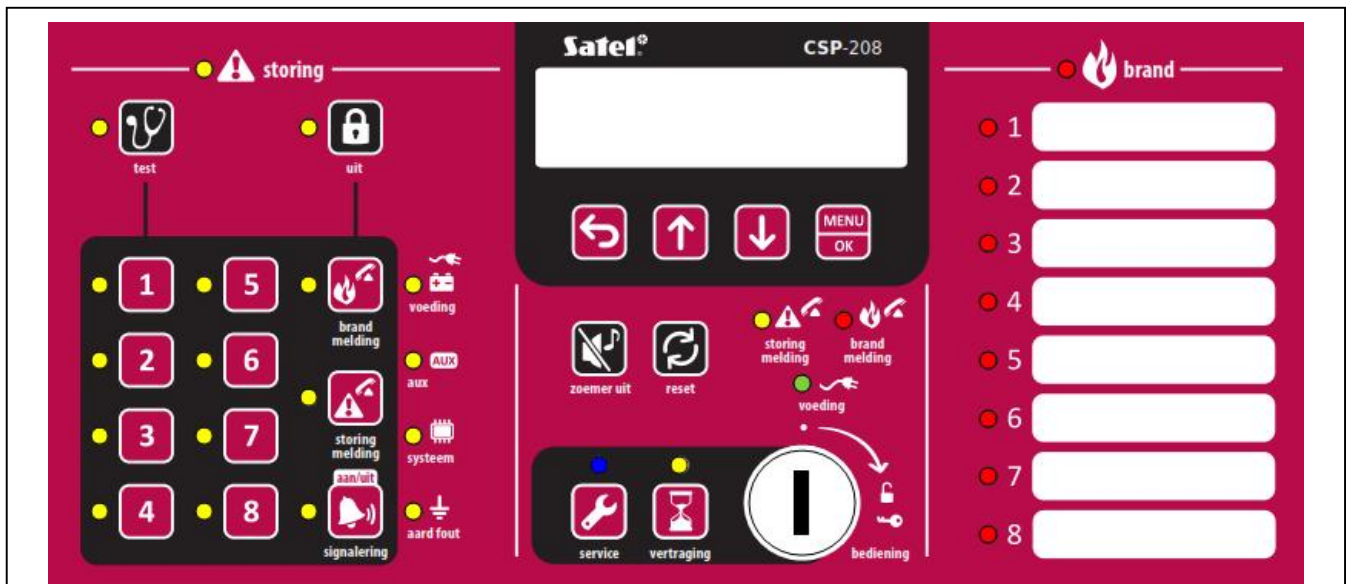 storing
test
uit
1
5
brand
melding
voeding
2
6
AUX
aux
3
7
storing
melding
systeem
aan/uit
4
8
signalering
aard fout
Satel
CSP-208
MENU
OK
zoemer uit
reset
storing
melding
brand
melding
voeding
service
vertraging
bediening
brand
1
2
3
4
5
6
7
8